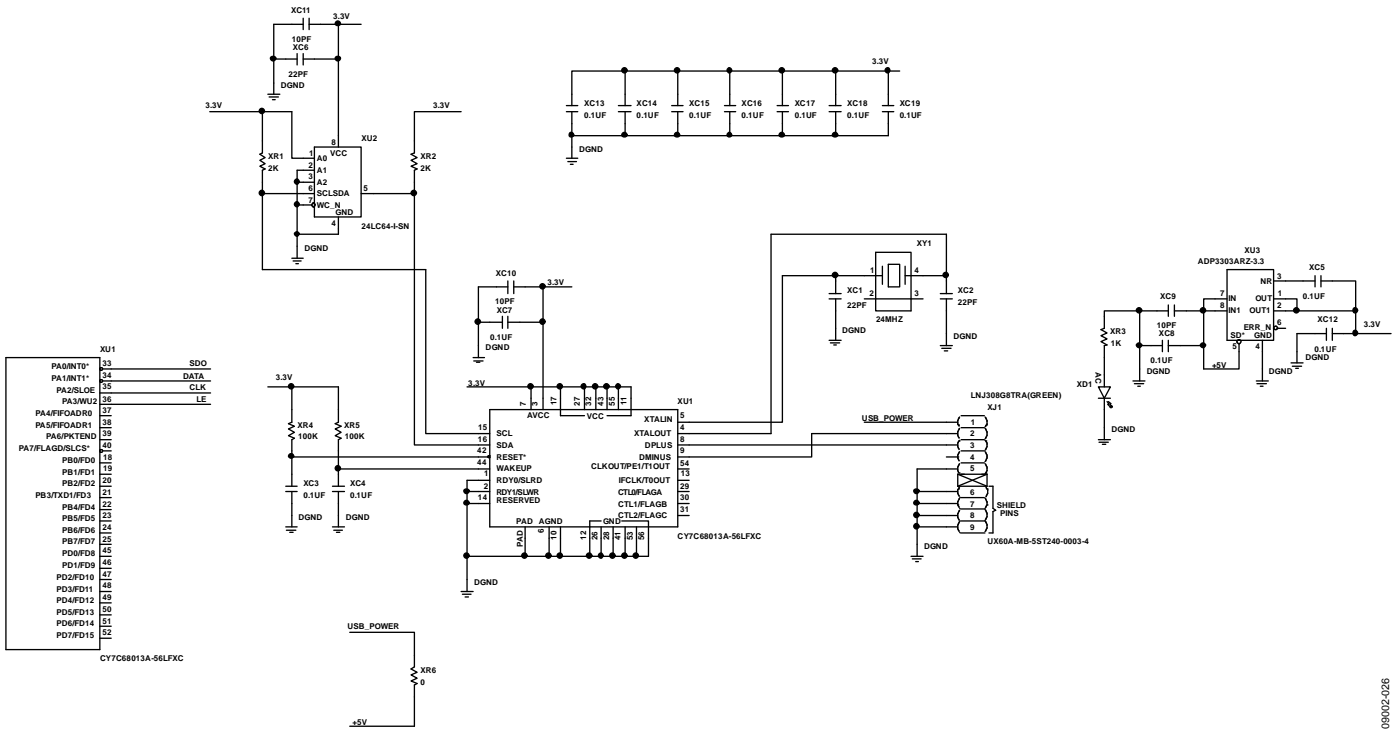 XC11
3.3V
10PF
XC6
22PF
DGND
3.3V
3.3V
XR1
2K
XU2
8
VCC
1
A0
2
A1
3
A2
6
SCLSDA
5
7
WC_N
GND
4
24LC64-I-SN
XR2
2K
DGND
3.3V
XC13
0.1UF
XC14
0.1UF
XC15
0.1UF
XC16
0.1UF
XC17
0.1UF
XC18
0.1UF
XC19
0.1UF
DGND
XC10
3.3V
10PF
XC7
0.1UF
DGND
XY1
1
4
2
3
24MHZ
XC1
22PF
DGND
XC2
22PF
DGND
XU3
ADP3303ARZ-3.3
NR
3
XC5
0.1UF
7
IN
OUT
1
8
IN1
OUT1
2
ERR_N
6
SD*
GND
5
4
XC12
0.1UF
DGND
3.3V
XC9
10PF
XC8
0.1UF
DGND
+5V
DGND
XR3
1K
XD1
AC
DGND
LNJ308G8TRA(GREEN)
XU1
PA0/INT0*
33
SDO
PA1/INT1*
34
DATA
PA2/SLOE
35
CLK
PA3/WU2
36
LE
PA4/FIFOADR0
37
PA5/FIFOADR1
38
PA6/PKTEND
39
PA7/FLAGD/SLCS*
40
PB0/FD0
18
PB1/FD1
19
PB2/FD2
20
PB3/TXD1/FD3
21
PB4/FD4
22
PB5/FD5
23
PB6/FD6
24
PB7/FD7
25
PD0/FD8
45
PD1/FD9
46
PD2/FD10
47
PD3/FD11
48
PD4/FD12
49
PD5/FD13
50
PD6/FD14
51
PD7/FD15
52
CY7C68013A-56LFXC
3.3V
XR4
100K
XR5
100K
XC3
0.1UF
XC4
0.1UF
DGND
DGND
3.3V
7
3
17
27
32
43
55
11
XU1
AVCC
VCC
15
SCL
16
SDA
42
RESET*
44
WAKEUP
1
RDY0/SLRD
2
RDY1/SLWR
14
RESERVED
XTALIN
5
XTALOUT
4
DPLUS
8
DMINUS
9
CLKOUT/PE1/T1OUT
54
IFCLK/T0OUT
13
CTL0/FLAGA
29
CTL1/FLAGB
30
CTL2/FLAGC
31
PAD
AGND
GND
PAD
6
10
12
26
28
41
53
56
CY7C68013A-56LFXC
DGND
USB_POWER
XJ1
1
2
3
4
5
6
7
8
9
SHIELD
PINS
UX60A-MB-5ST240-0003-4
DGND
USB_POWER
XR6
0
+5V
09002-026